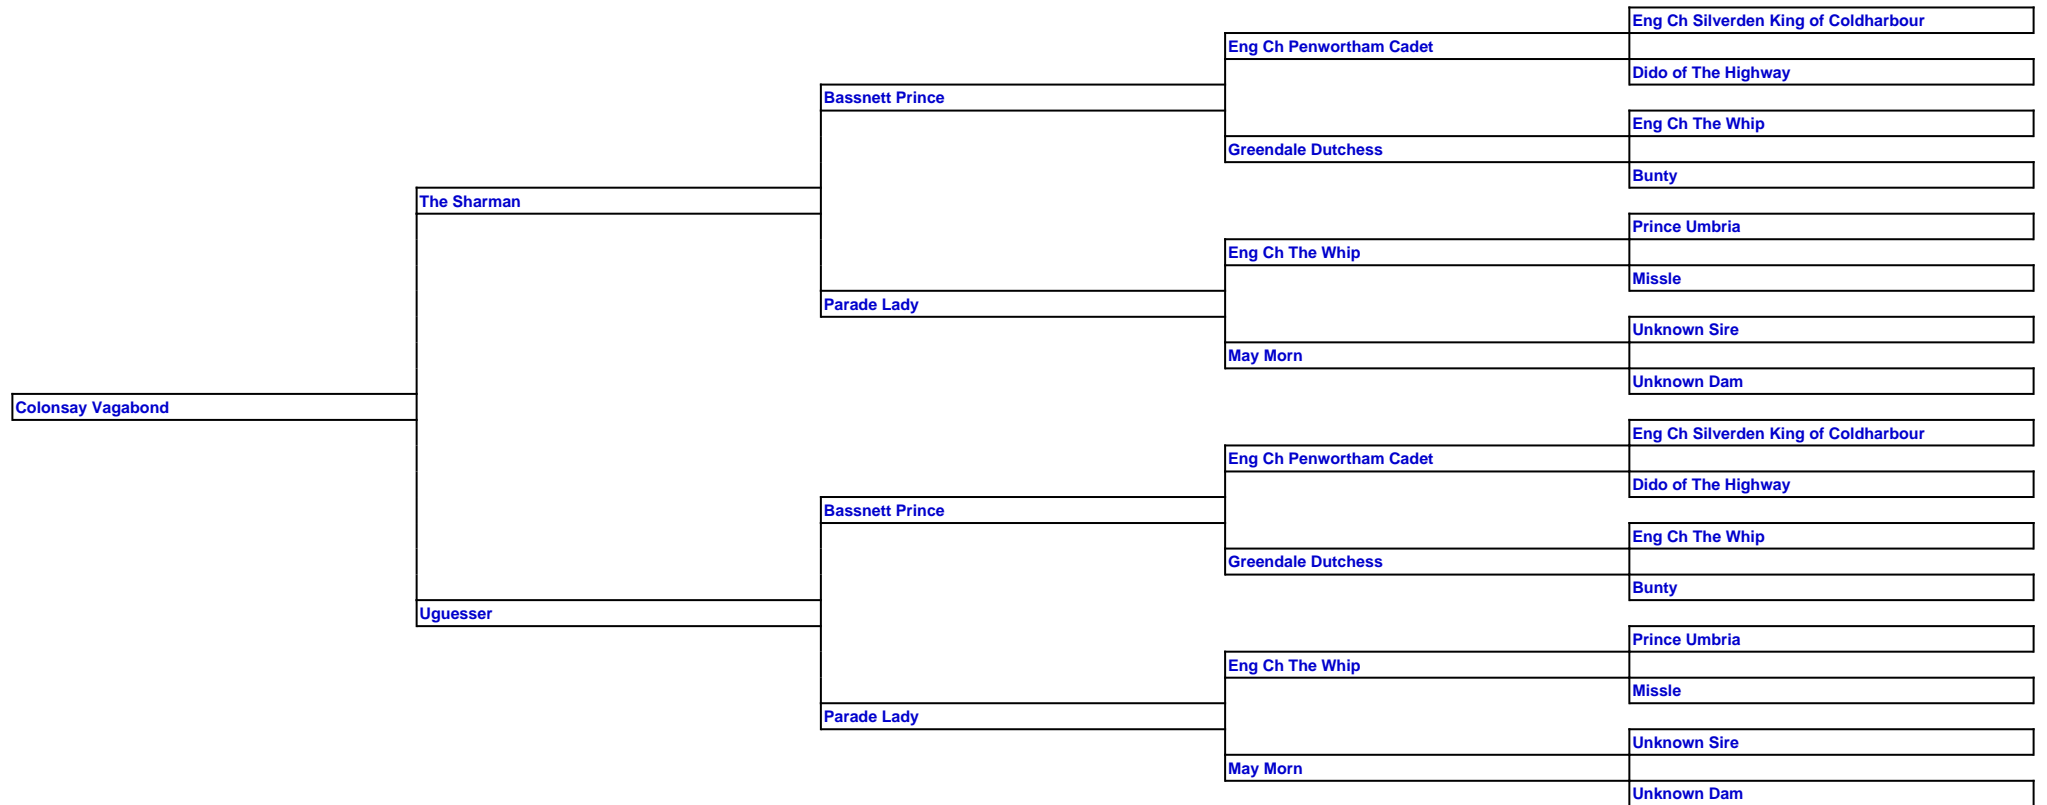 Eng Ch Silverden King of Coldharbour
Eng Ch Penwortham Cadet
Dido of The Highway
Bassnett Prince
Eng Ch The Whip
Greendale Dutchess
Bunty
The Sharman
Prince Umbria
Eng Ch The Whip
Missle
Parade Lady
Unknown Sire
May Morn
Unknown Dam
Colonsay Vagabond
Eng Ch Silverden King of Coldharbour
Eng Ch Penwortham Cadet
Dido of The Highway
Bassnett Prince
Eng Ch The Whip
Greendale Dutchess
Bunty
Uguesser
Prince Umbria
Eng Ch The Whip
Missle
Parade Lady
Unknown Sire
May Morn
Unknown Dam